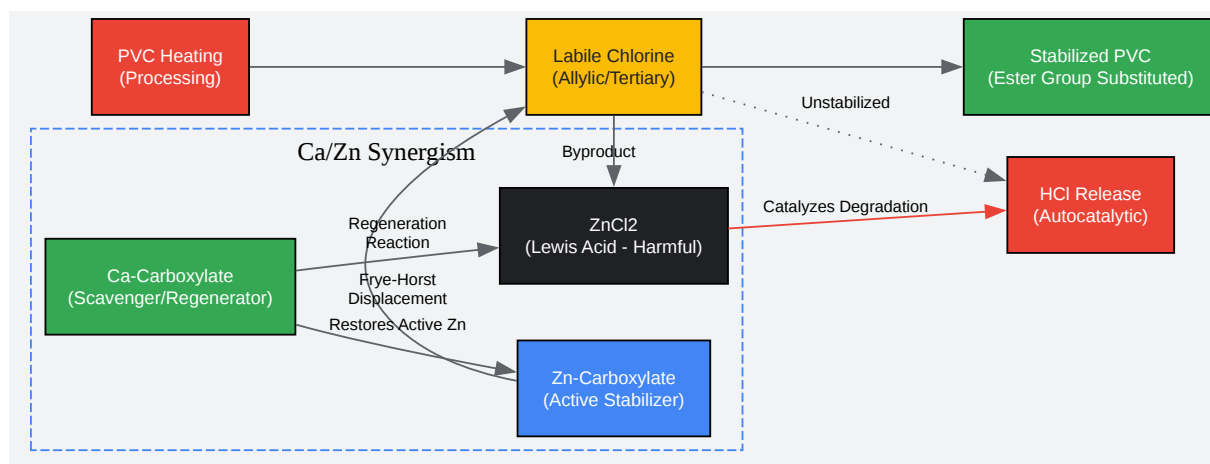 PVC Heating
(Processing)
Labile Chlorine
(Allylic/Tertiary)
Stabilized PVC
(Ester Group Substituted)
Unstabilized
Ca/Zn Synergism
Byproduct
HCl Release
(Autocatalytic)
Catalyzes Degradation
ZnCl2
(Lewis Acid - Harmful)
Regeneration
Reaction
Ca-Carboxylate
(Scavenger/Regenerator)
Frye-Horst
Displacement
Restores Active Zn
Zn-Carboxylate
(Active Stabilizer)